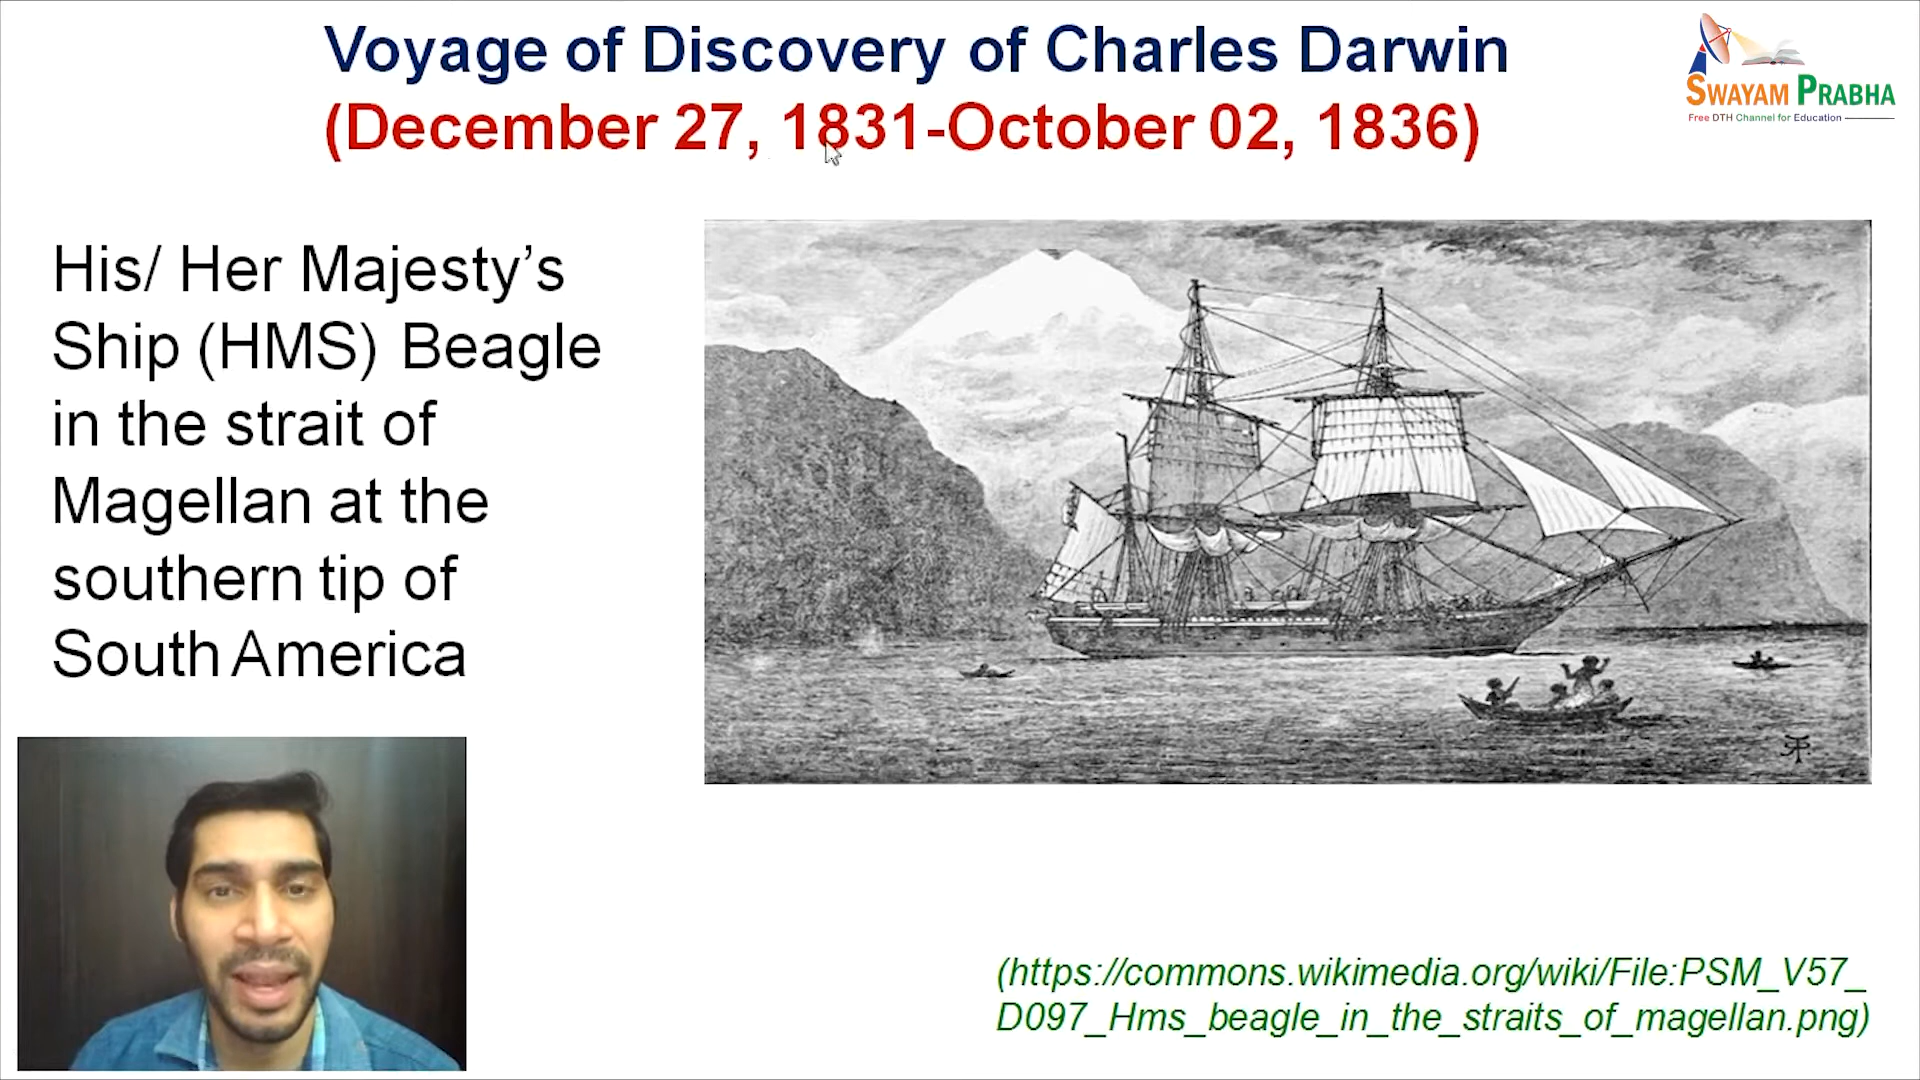 Voyage of Discovery of Charles Darwin
(December 27, 1831-October 02, 1836)
SWAYAM PRABHA
Free DTH Channel for Education
His/ Her Majesty’s
Ship (HMS) Beagle
in the strait of
Magellan at the
southern tip of
South America
(https://commons.wikimedia.org/wiki/File:PSM_V57_
D097_Hms_beagle_in_the_straits_of_magellan.png)